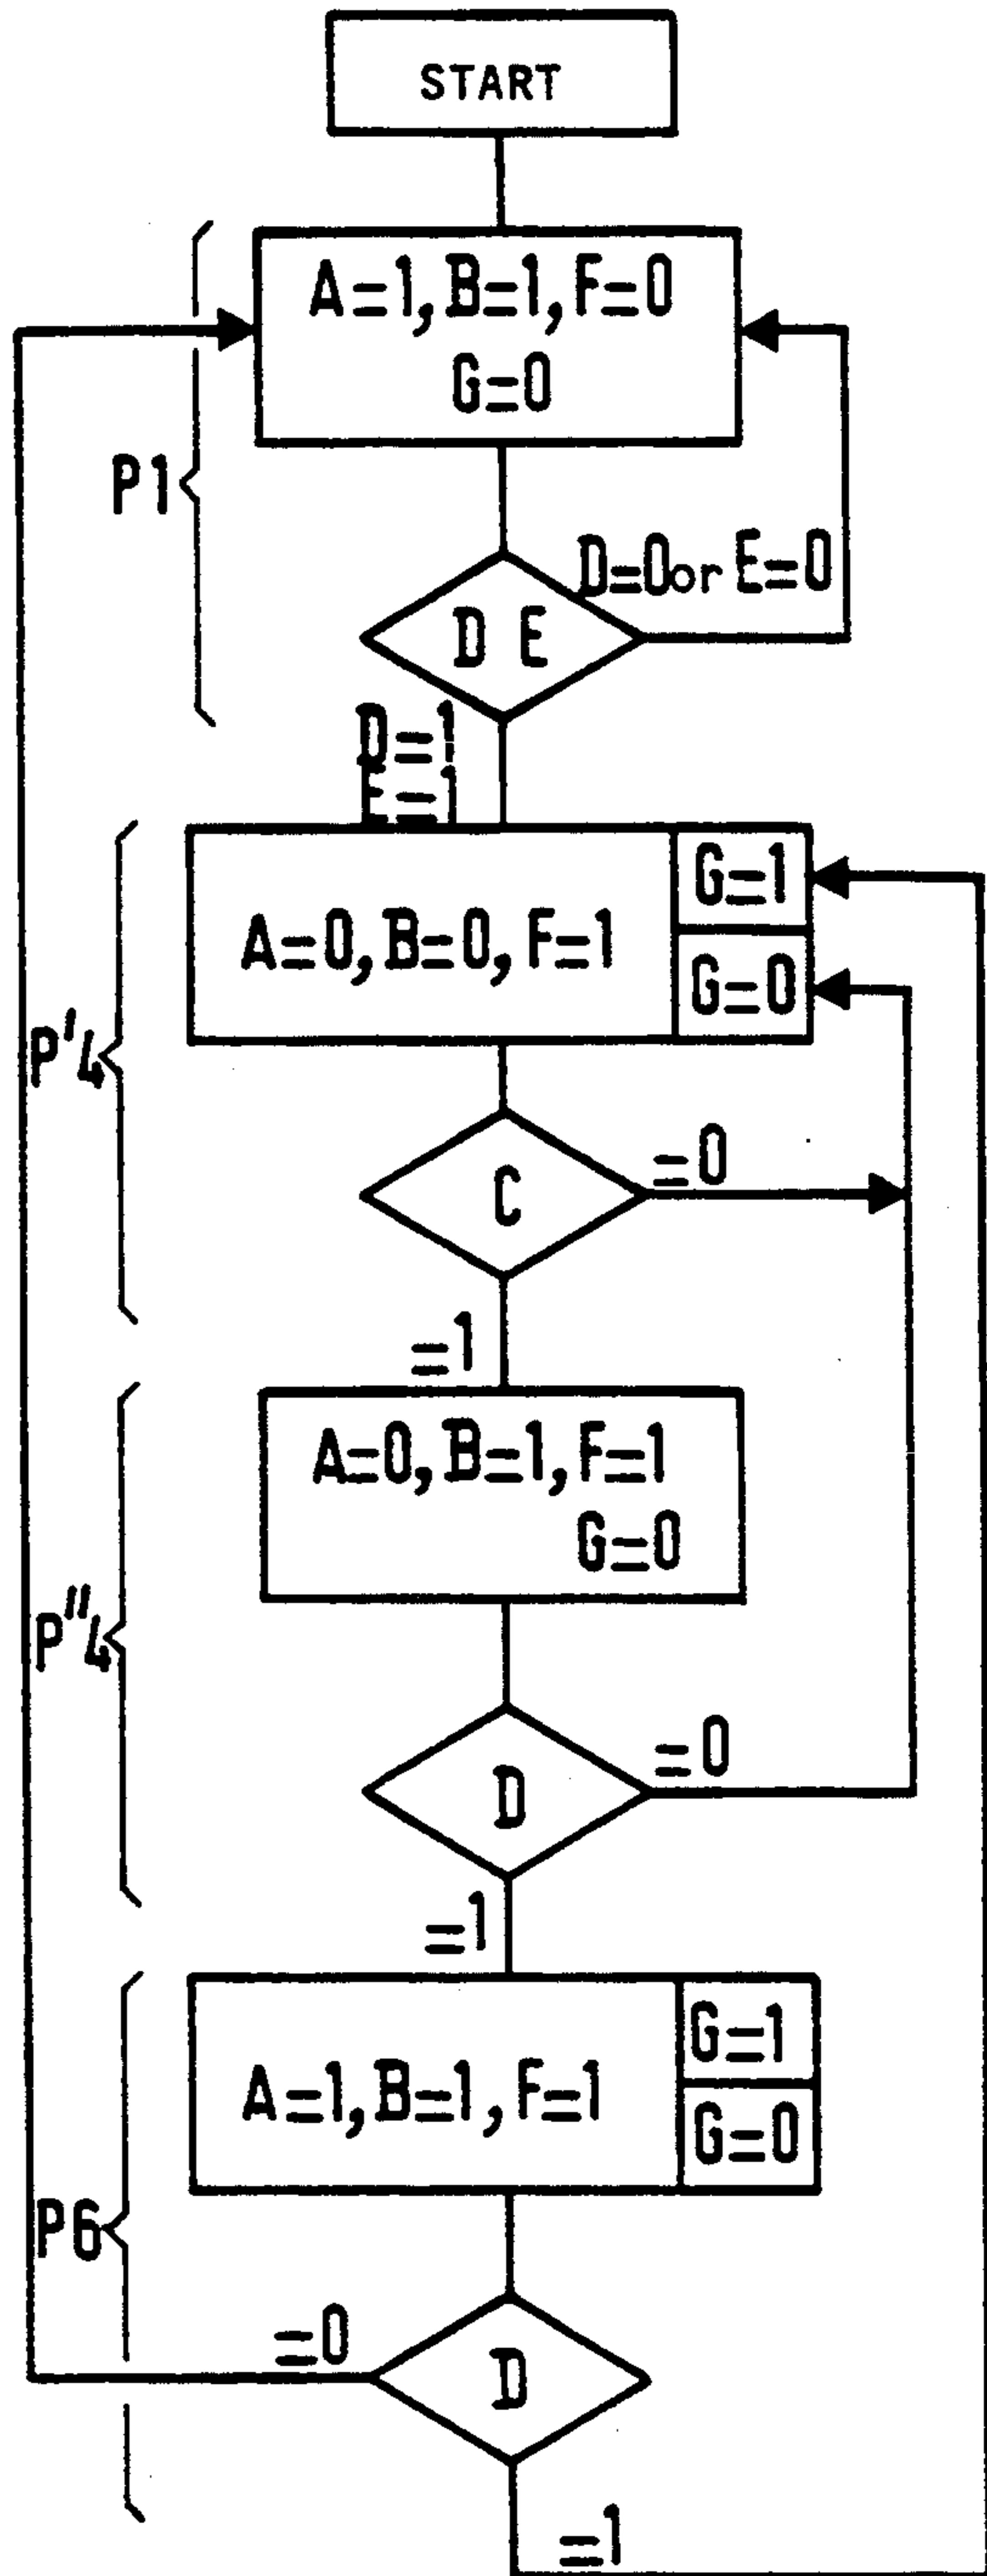 START
A=1, B=1, F=0
G=0
P1
D=0 or E=0
D E
D=1
E=1
G=1
A=0, B=0, F=1
G=0
P'4
=0
C
=1
A=0, B=1, F=1
G=0
P''4
=0
D
=1
G=1
A=1, B=1, F=1
G=0
P6
=0
D
=1